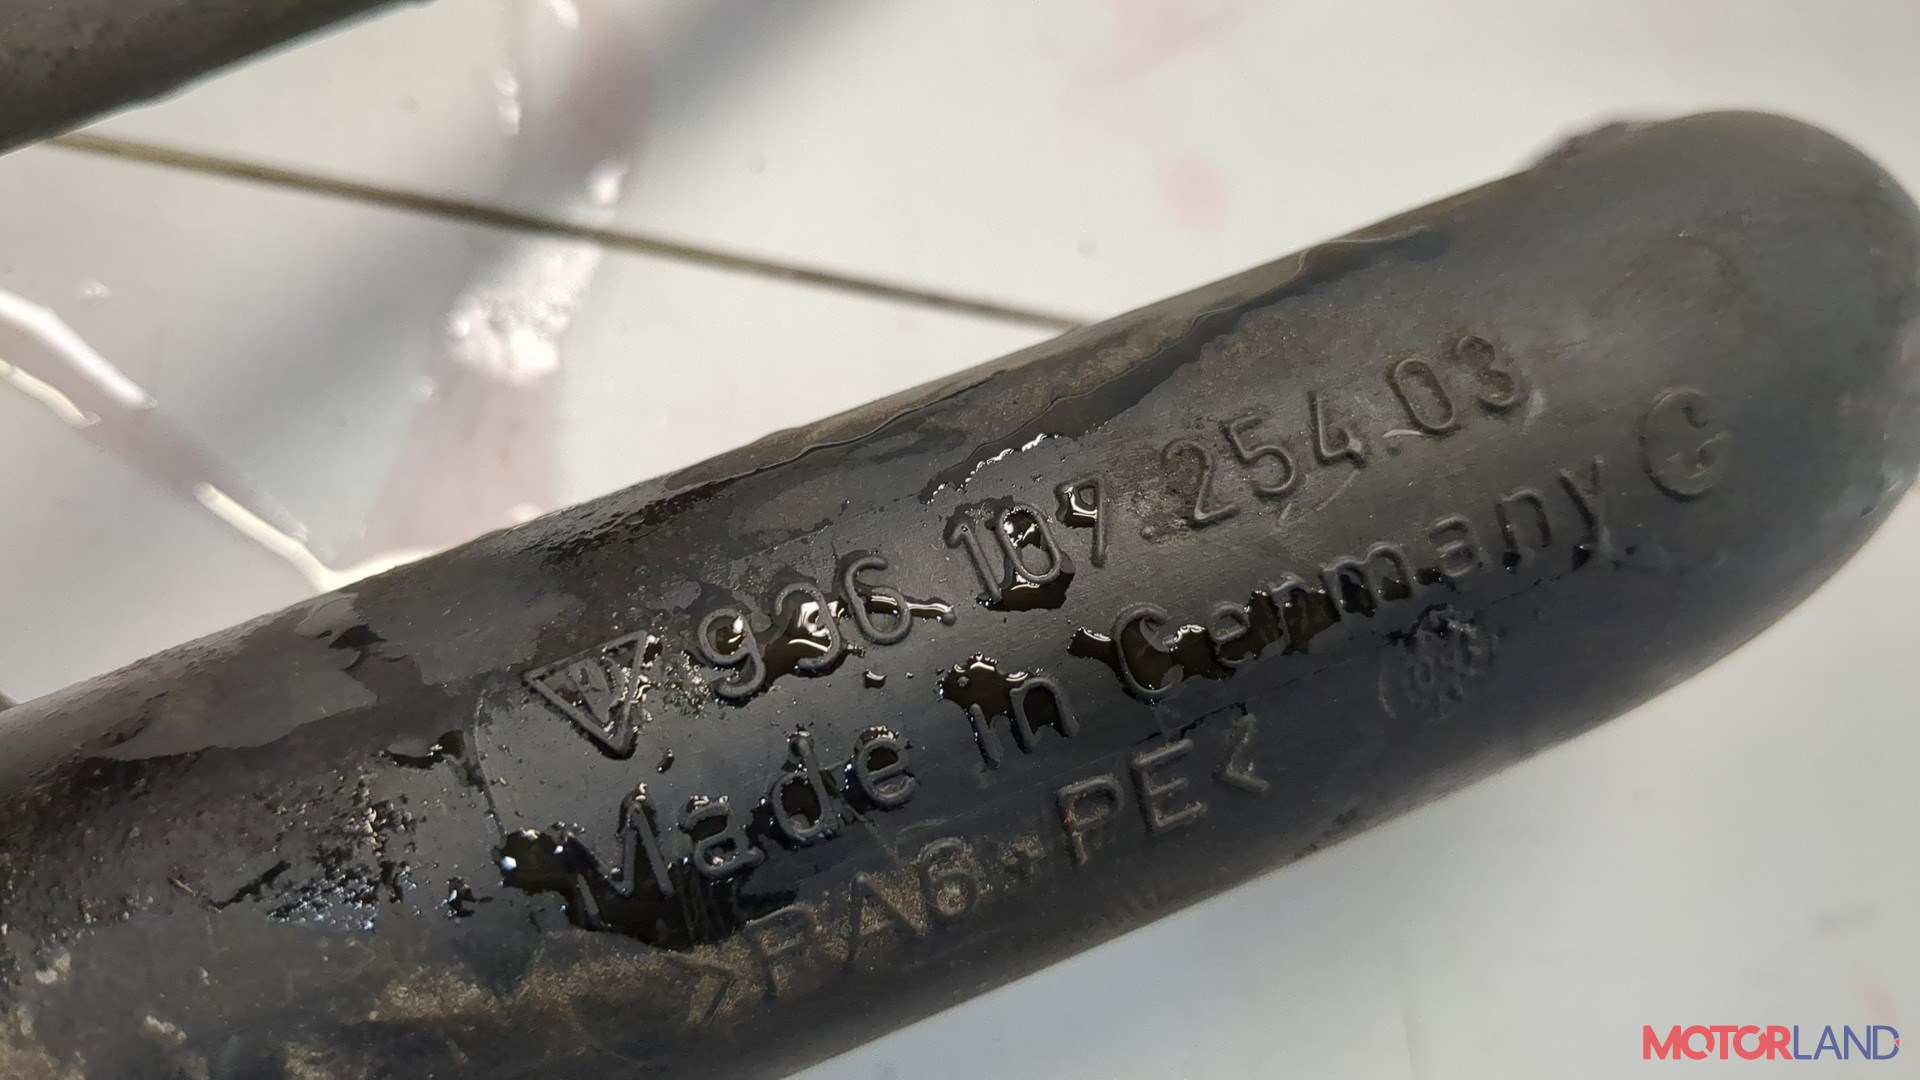 996.107.254.03
Made in Germany
>PA6+PE<
MOTORLAND